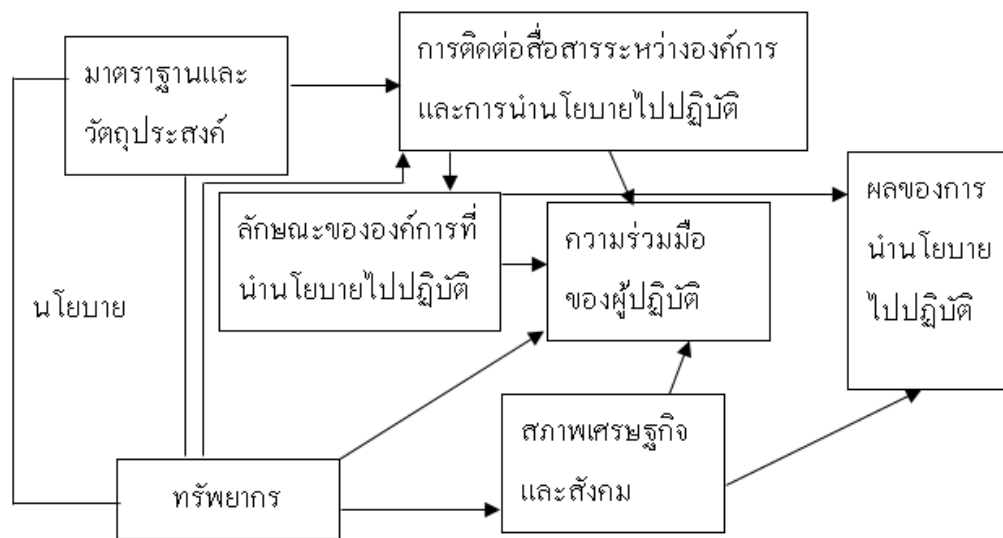 การติดต่อสื่อสารระหว่างองค์การ
และการนำนโยบายไปปฏิบัติ
มาตราฐานและ
วัตถุประสงค์
ผลของการ
นำนโยบาย
ไปปฏิบัติ
ลักษณะขององค์การที่
นำนโยบายไปปฏิบัติ
ความร่วมมือ
ของผู้ปฏิบัติ
นโยบาย
สภาพเศรษฐกิจ
และสังคม
ทรัพยากร